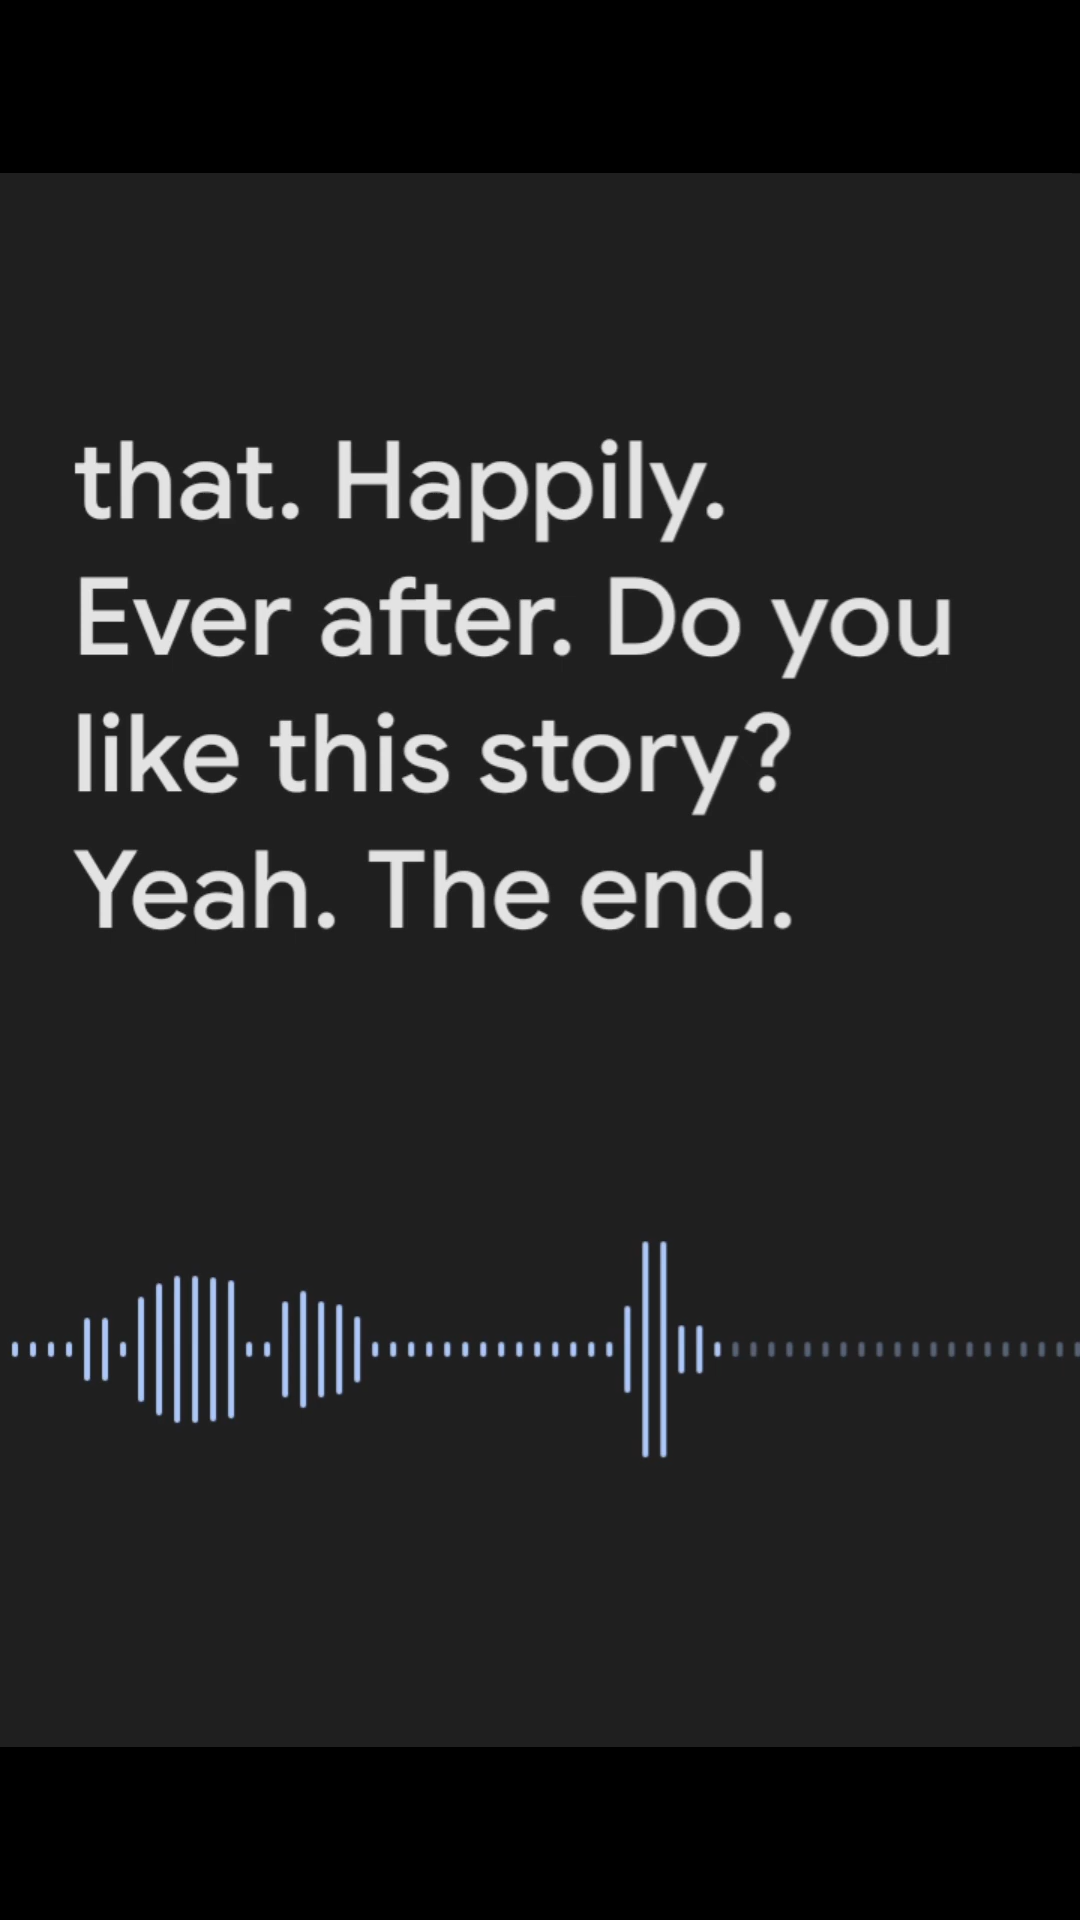 that. Happily.
Ever after. Do you
like this story?
Yeah. The end.